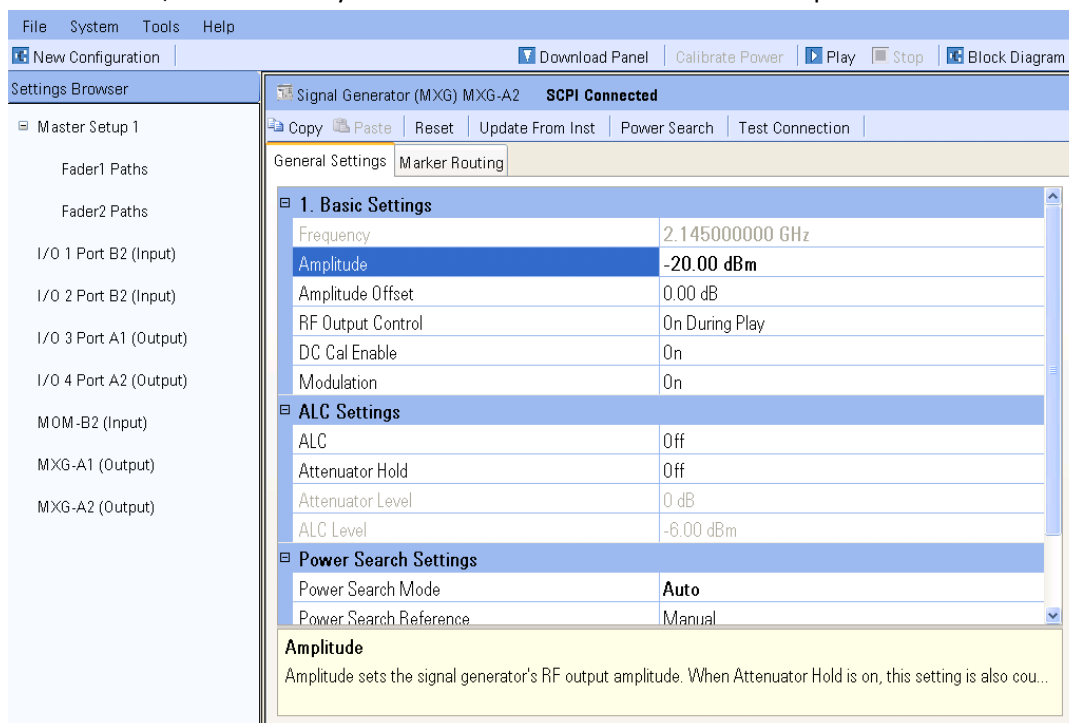 File System Tools Help
New Configuration Download Panel Calibrate Power Play Stop Block Diagram
Settings Browser
Master Setup 1
Fader1 Paths
Fader2 Paths
I/O 1 Port B2 (Input)
I/O 2 Port B2 (Input)
I/O 3 Port A1 (Output)
I/O 4 Port A2 (Output)
MOM-B2 (Input)
MXG-A1 (Output)
MXG-A2 (Output)
Signal Generator (MXG) MXG-A2 SCPI Connected
Copy Paste Reset Update From Inst Power Search Test Connection
General Settings Marker Routing
1. Basic Settings
Frequency 2.145000000 GHz
Amplitude -20.00 dBm
Amplitude Offset 0.00 dB
RF Output Control On During Play
DC Cal Enable On
Modulation On
ALC Settings
ALC Off
Attenuator Hold Off
Attenuator Level 0 dB
ALC Level -6.00 dBm
Power Search Settings
Power Search Mode Auto
Power Search Reference Manual
Amplitude
Amplitude sets the signal generator's RF output amplitude. When Attenuator Hold is on, this setting is also cou...